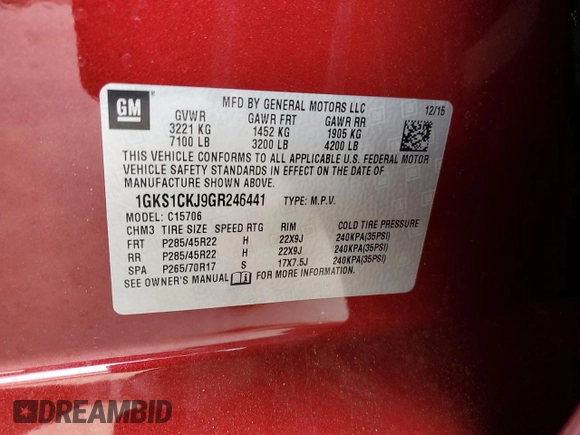 GM
MFD BY GENERAL MOTORS LLC 12/15
GVWR GAWR FRT GAWR RR
3221 KG 1452 KG 1905 KG
7100 LB 3200 LB 4200 LB
THIS VEHICLE CONFORMS TO ALL APPLICABLE U.S. FEDERAL MOTOR
VEHICLE SAFETY STANDARDS IN EFFECT ON THE DATE OF
MANUFACTURE SHOWN ABOVE.
1GKS1CKJ9GR246441 TYPE: M.P.V.
MODEL: C15706
CHM3 TIRE SIZE SPEED RTG RIM COLD TIRE PRESSURE
FRT P285/45R22 H 22X9J 240KPA(35PSI)
RR P285/45R22 H 22X9J 240KPA(35PSI)
SPA P265/70R17 S 17X7.5J 240KPA(35PSI)
SEE OWNER'S MANUAL FOR MORE INFORMATION
DREAMBID